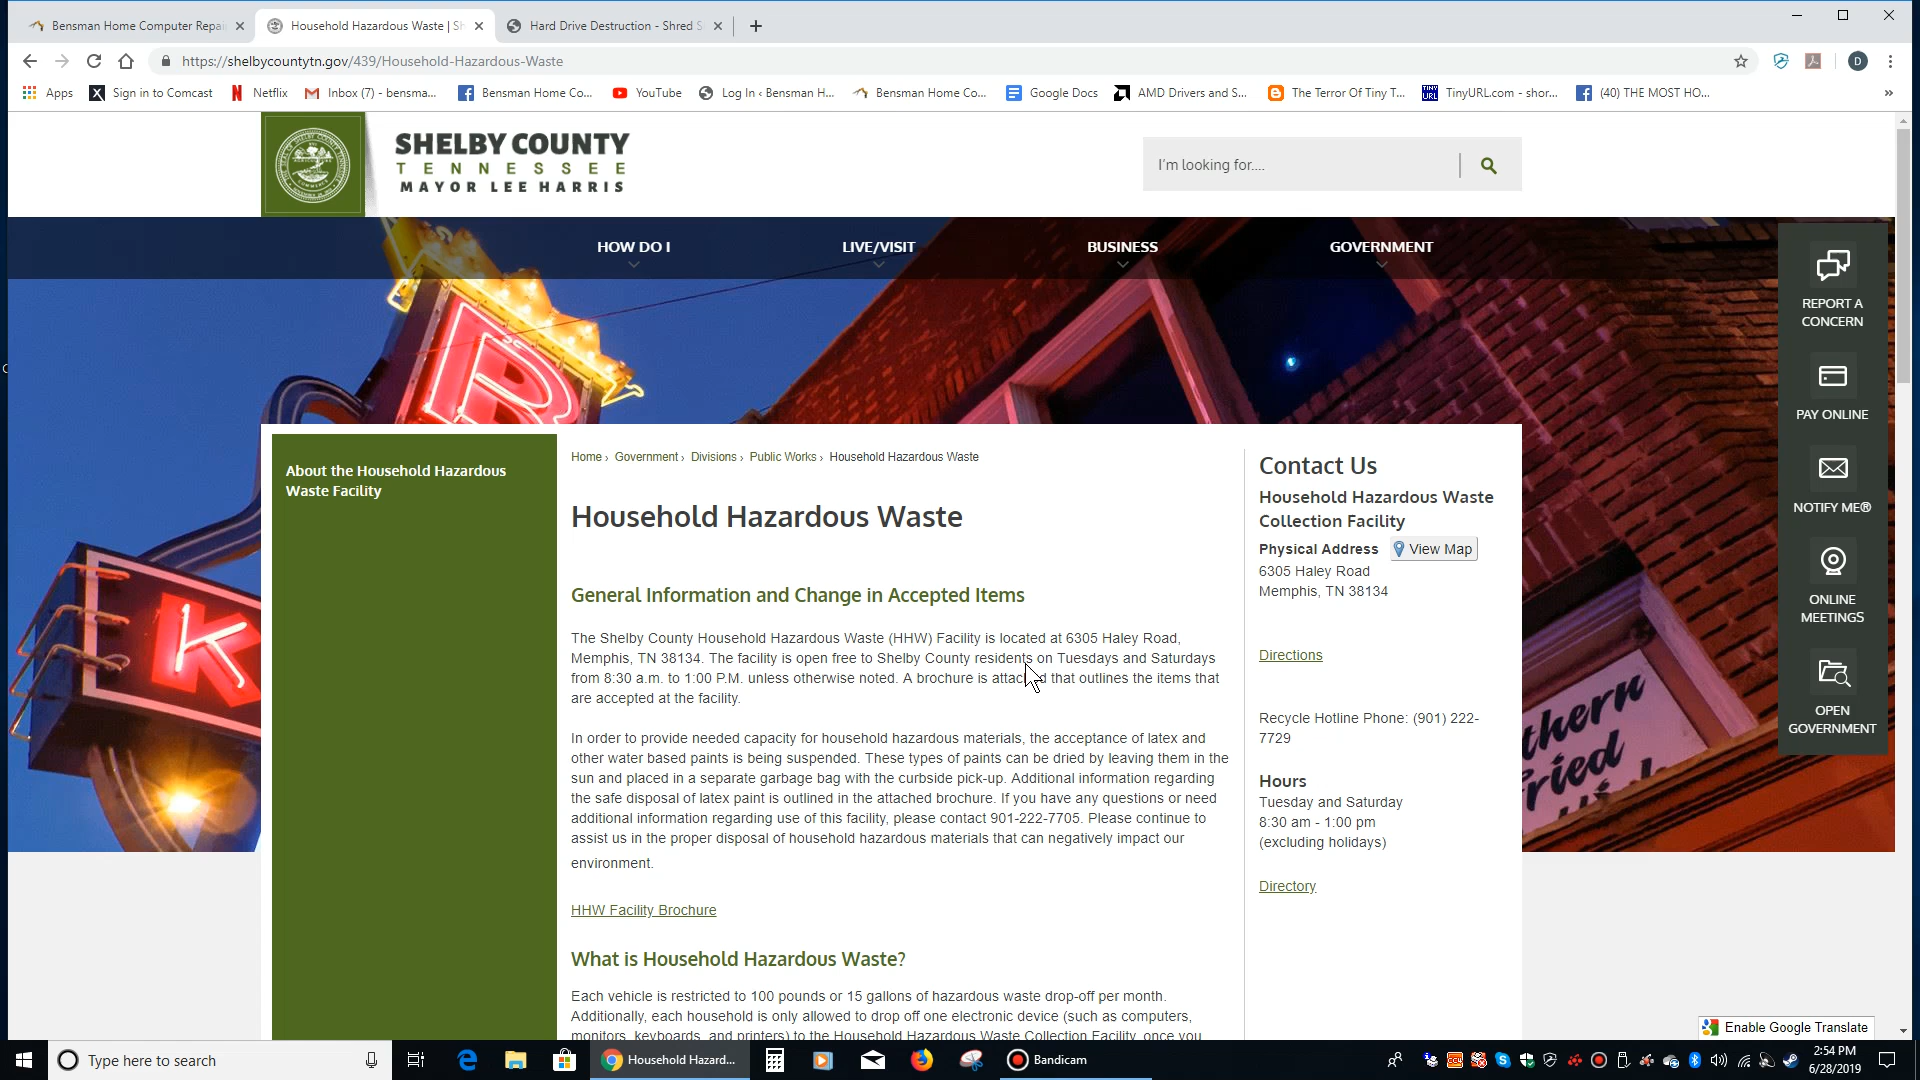 Bensman Home Computer Repai
Household Hazardous Waste | Sh
Hard Drive Destruction - Shred S
https://shelbycountytn.gov/439/Household-Hazardous-Waste
D
Apps
Sign in to Comcast
Netflix
Inbox (7) - bensma...
Bensman Home Co...
YouTube
Log In ‹ Bensman H...
Bensman Home Co...
Google Docs
AMD Drivers and S...
The Terror Of Tiny T...
TinyURL.com - shor...
(40) THE MOST HO...
»
SHELBY COUNTY
TENNESSEE
MAYOR LEE HARRIS
I'm looking for....
HOW DO I
LIVE/VISIT
BUSINESS
GOVERNMENT
REPORT A
CONCERN
PAY ONLINE
NOTIFY ME®
ONLINE
MEETINGS
OPEN
GOVERNMENT
B
K
thern
fried
About the Household Hazardous
Waste Facility
Home › Government › Divisions › Public Works › Household Hazardous Waste
Household Hazardous Waste
General Information and Change in Accepted Items
The Shelby County Household Hazardous Waste (HHW) Facility is located at 6305 Haley Road,
Memphis, TN 38134. The facility is open free to Shelby County residents on Tuesdays and Saturdays
from 8:30 a.m. to 1:00 P.M. unless otherwise noted. A brochure is attached that outlines the items that
are accepted at the facility.
In order to provide needed capacity for household hazardous materials, the acceptance of latex and
other water based paints is being suspended. These types of paints can be dried by leaving them in the
sun and placed in a separate garbage bag with the curbside pick-up. Additional information regarding
the safe disposal of latex paint is outlined in the attached brochure. If you have any questions or need
additional information regarding use of this facility, please contact 901-222-7705. Please continue to
assist us in the proper disposal of household hazardous materials that can negatively impact our
environment.
HHW Facility Brochure
What is Household Hazardous Waste?
Each vehicle is restricted to 100 pounds or 15 gallons of hazardous waste drop-off per month.
Additionally, each household is only allowed to drop off one electronic device (such as computers,
monitors, keyboards, and printers) to the Household Hazardous Waste Collection Facility, once you
Contact Us
Household Hazardous Waste
Collection Facility
Physical Address
View Map
6305 Haley Road
Memphis, TN 38134
Directions
Recycle Hotline Phone: (901) 222-
7729
Hours
Tuesday and Saturday
8:30 am - 1:00 pm
(excluding holidays)
Directory
Enable Google Translate
Type here to search
Household Hazard...
Bandicam
2:54 PM
6/28/2019